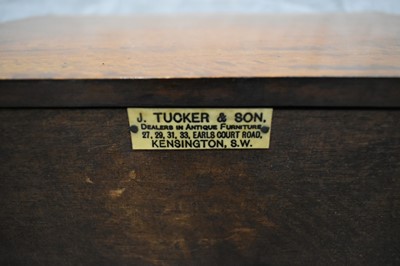 J. TUCKER & SON.
DEALERS IN ANTIQUE FURNITURE
27, 29, 31, 33, EARLS COURT ROAD,
KENSINGTON, S.W.